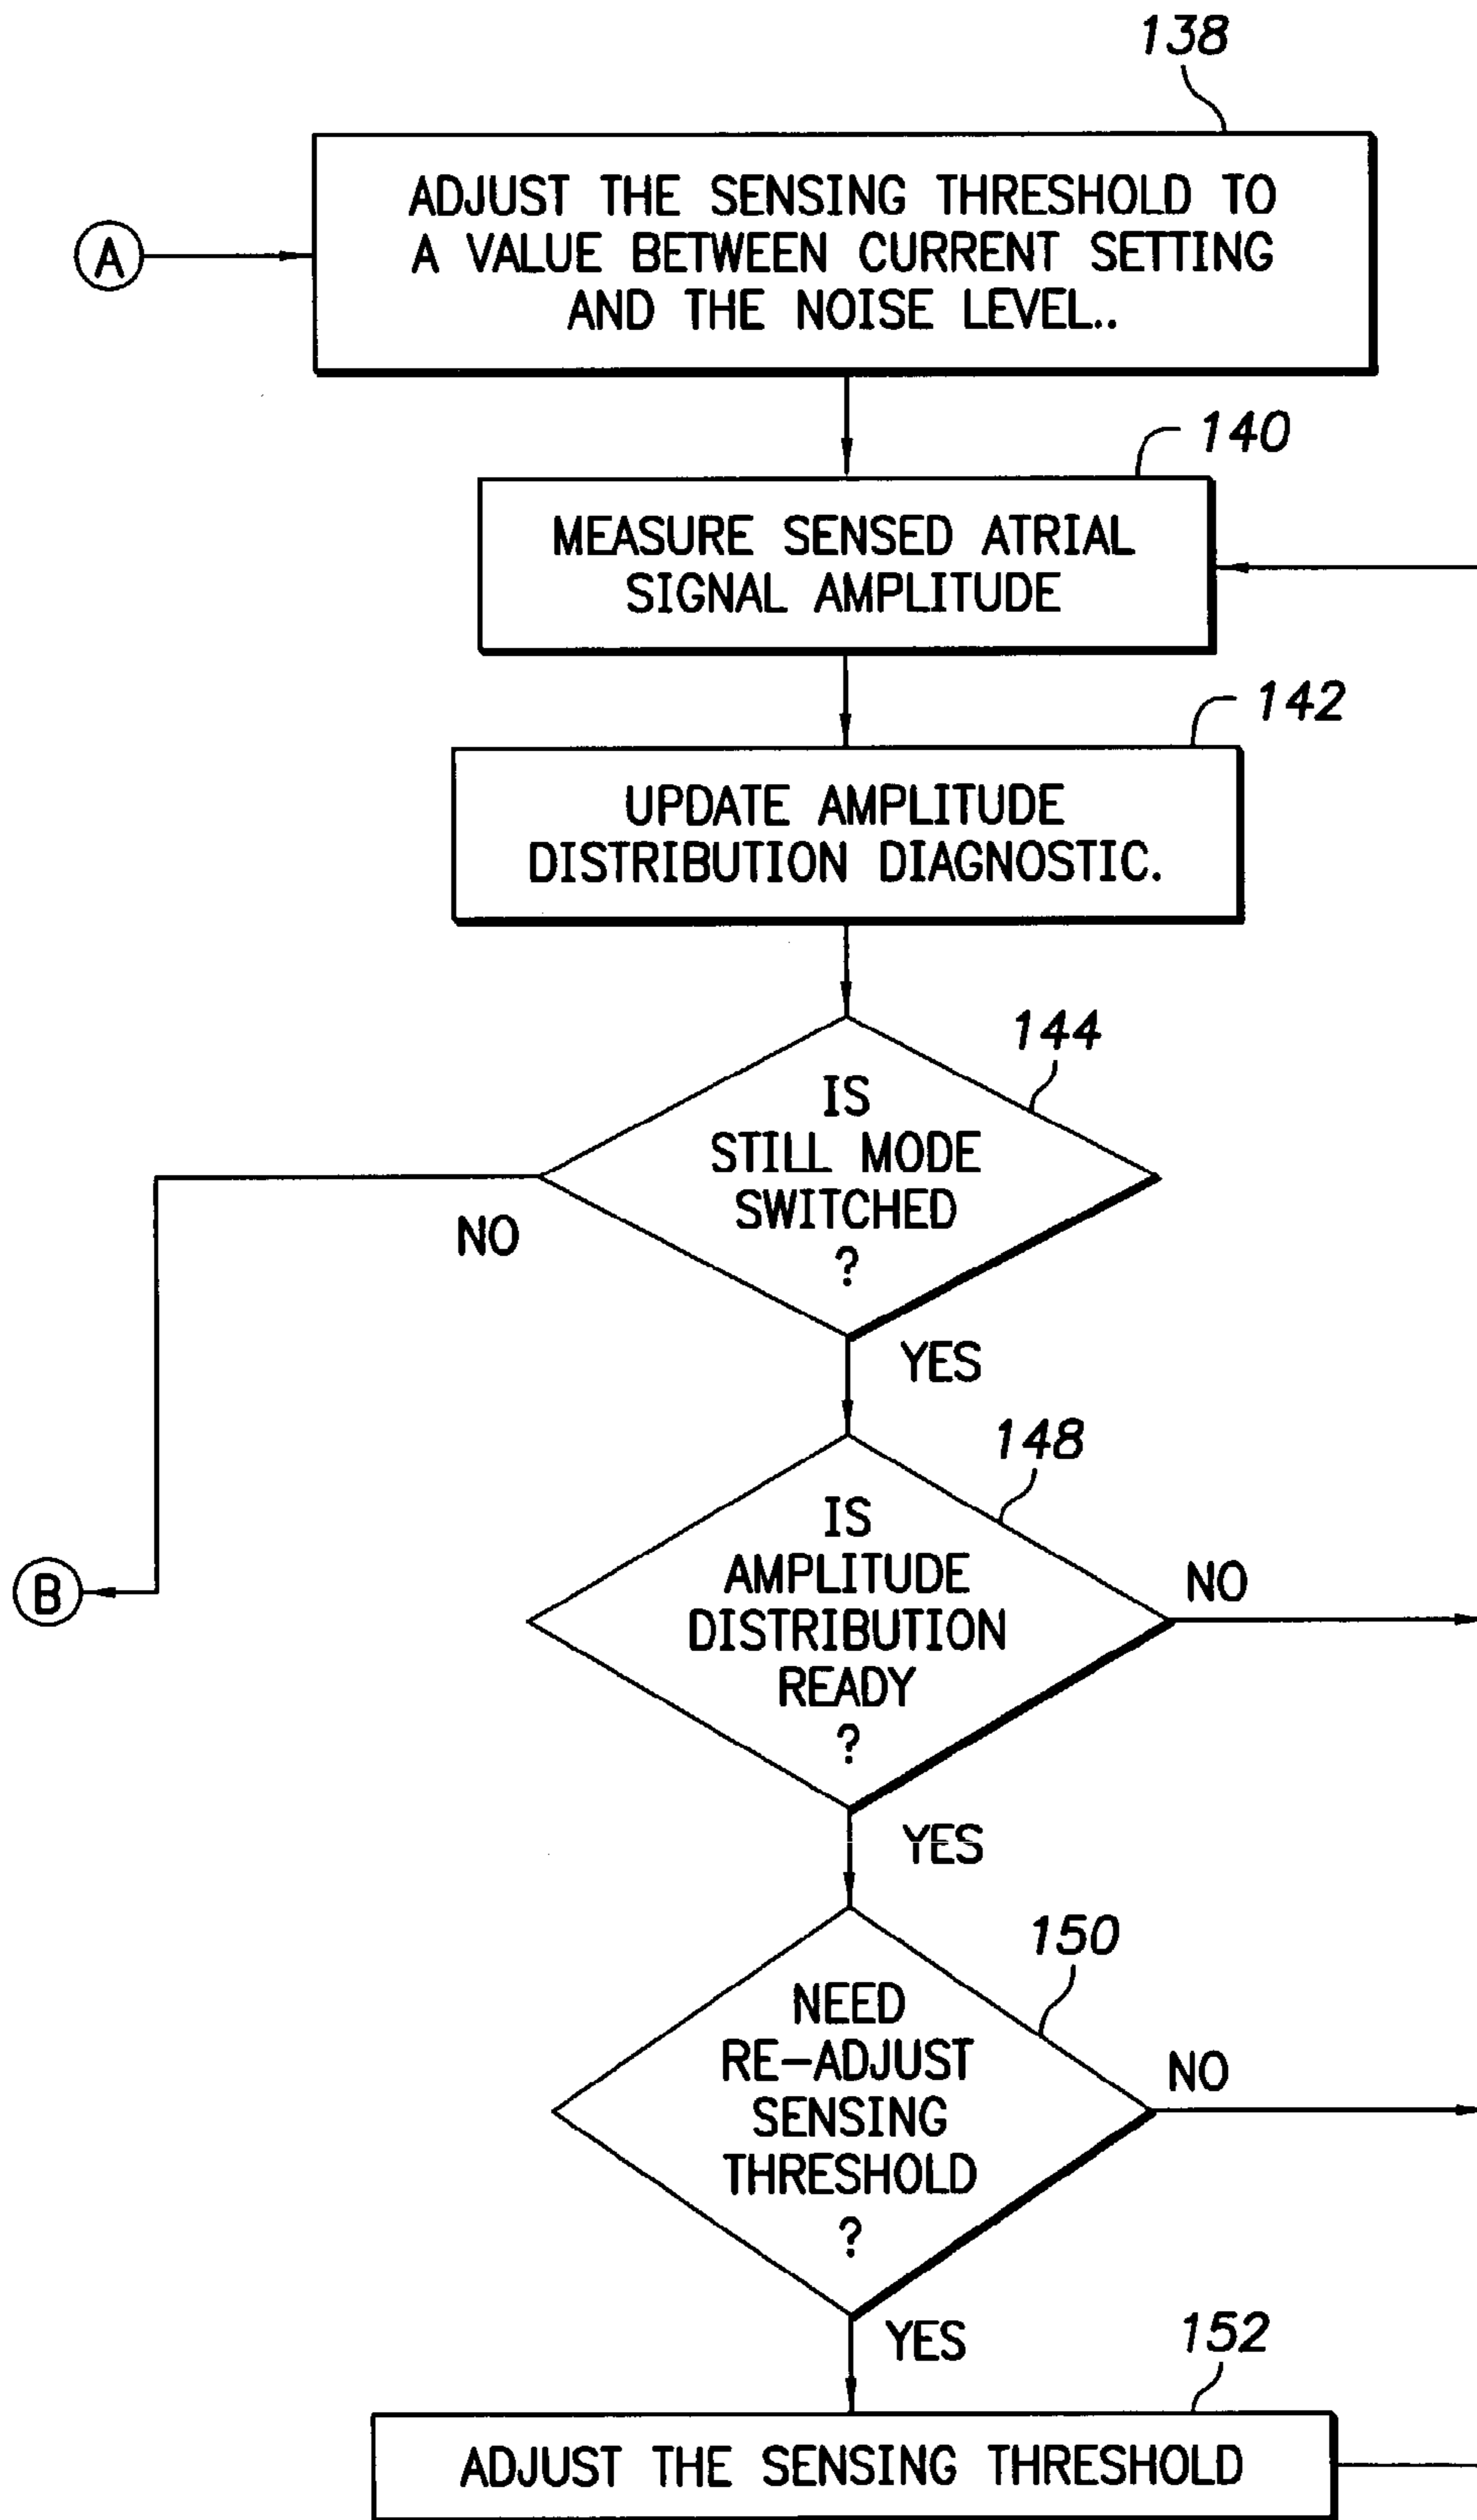 138
ADJUST THE SENSING THRESHOLD TO
A VALUE BETWEEN CURRENT SETTING
AND THE NOISE LEVEL..
A
140
MEASURE SENSED ATRIAL
SIGNAL AMPLITUDE
142
UPDATE AMPLITUDE
DISTRIBUTION DIAGNOSTIC.
144
IS
STILL MODE
SWITCHED
?
NO
YES
148
IS
AMPLITUDE
DISTRIBUTION
READY
?
NO
B
YES
150
NEED
RE-ADJUST
SENSING
THRESHOLD
?
NO
YES
152
ADJUST THE SENSING THRESHOLD